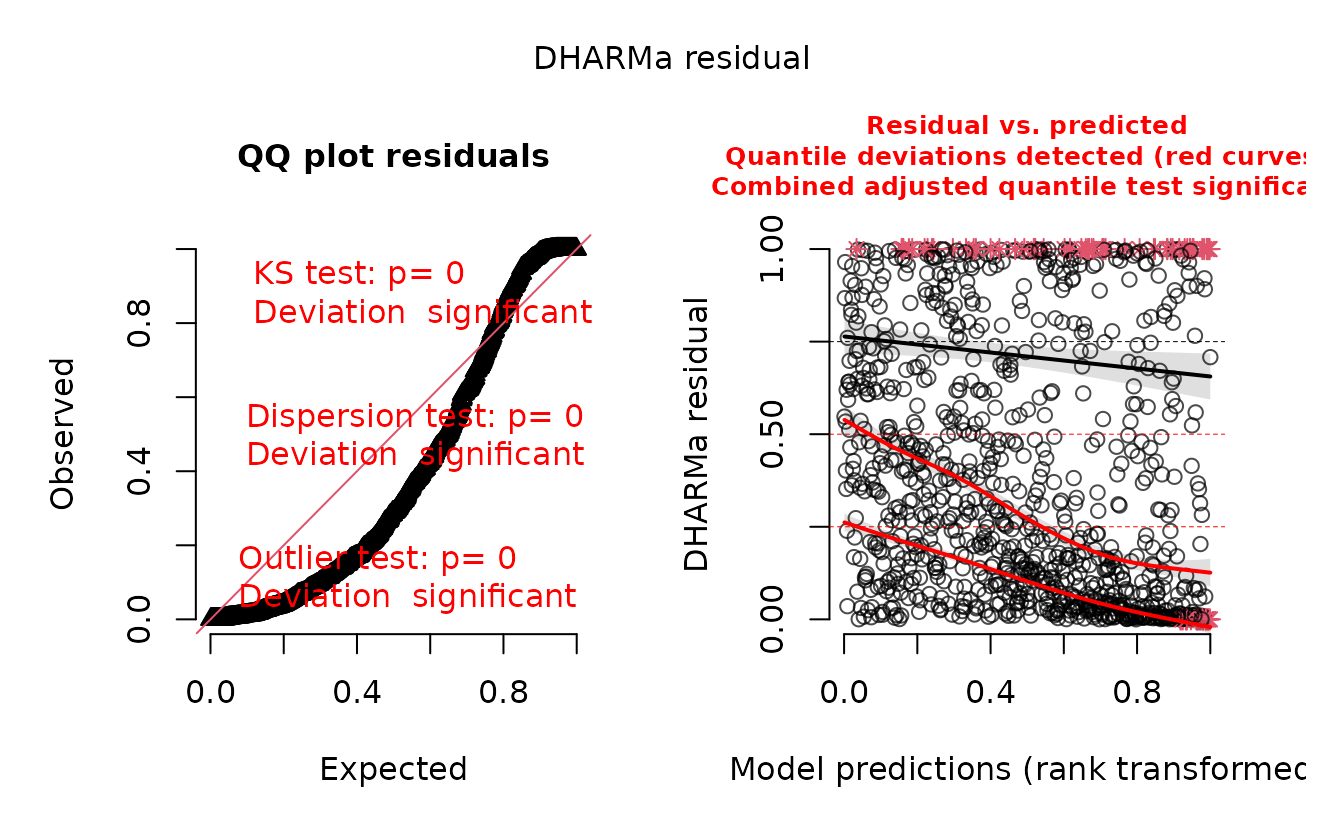 DHARMa residual
QQ plot residuals
KS test: p= 0
Deviation  significant
Dispersion test: p= 0
Deviation  significant
Outlier test: p= 0
Deviation  significant
Observed
0.0
0.4
0.8
0.0
0.4
0.8
Expected
Residual vs. predicted
Quantile deviations detected (red curves
Combined adjusted quantile test significa
DHARMa residual
0.00
0.50
1.00
0.0
0.4
0.8
Model predictions (rank transformed